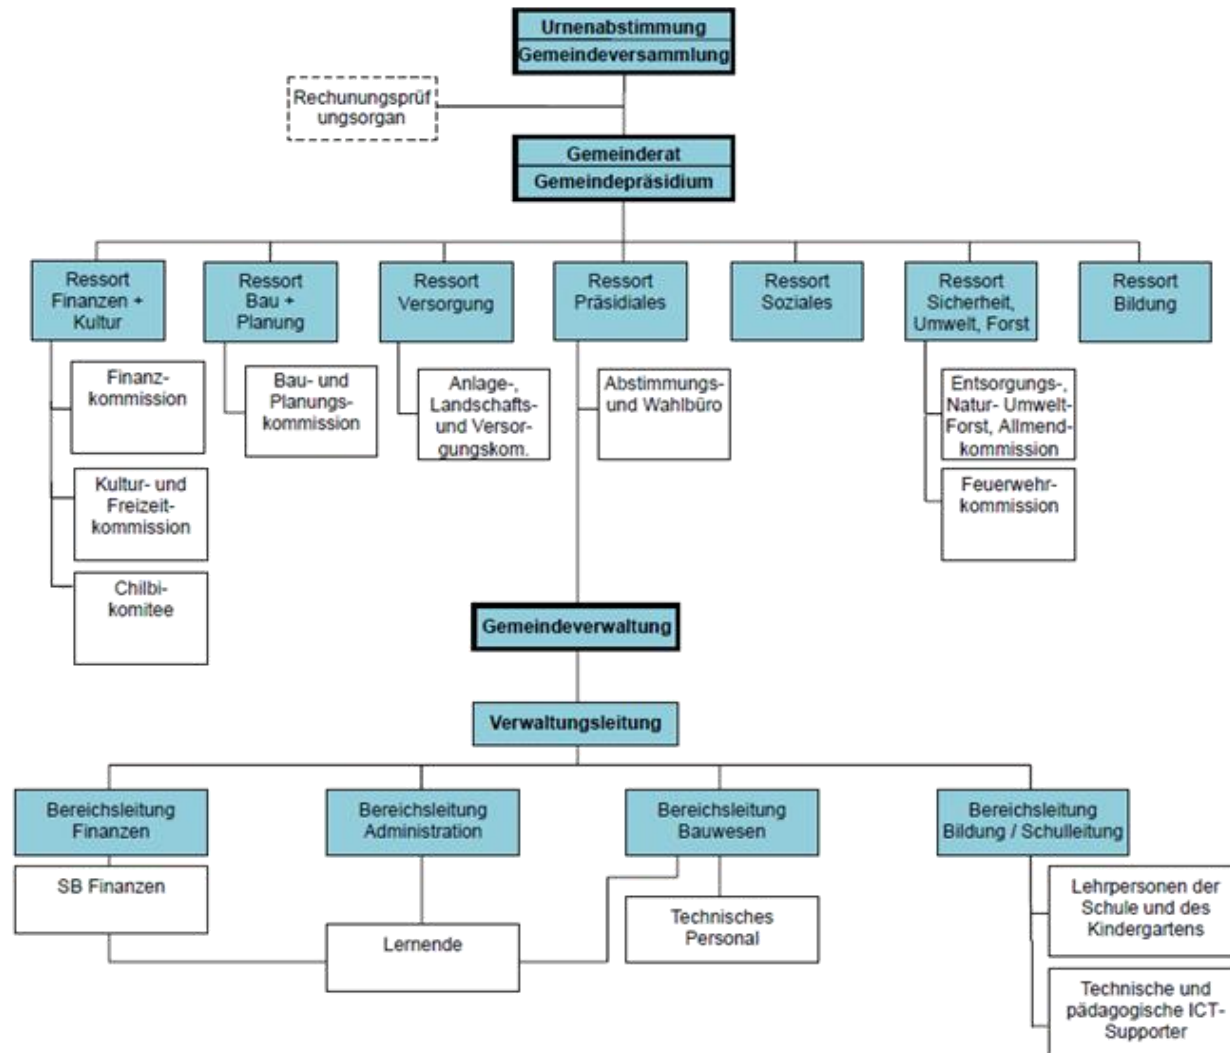 Urnenabstimmung
Gemeindeversammlung
Rechunungsprüf
ungsorgan
Gemeinderat
Gemeindepräsidium
Ressort
Finanzen +
Kultur
Ressort
Bau +
Planung
Ressort
Versorgung
Ressort
Präsidiales
Ressort
Soziales
Ressort
Sicherheit,
Umwelt, Forst
Ressort
Bildung
Finanz-
kommission
Bau- und
Planungs-
kommission
Anlage-,
Landschafts-
und Versor-
gungskom.
Abstimmungs-
und Wahlbüro
Entsorgungs-,
Natur- Umwelt-
Forst, Allmend-
kommission
Kultur- und
Freizeit-
kommission
Feuerwehr-
kommission
Chilbi-
komitee
Gemeindeverwaltung
Verwaltungsleitung
Bereichsleitung
Finanzen
Bereichsleitung
Administration
Bereichsleitung
Bauwesen
Bereichsleitung
Bildung / Schulleitung
SB Finanzen
Lernende
Technisches
Personal
Lehrpersonen der
Schule und des
Kindergartens
Technische und
pädagogische ICT-
Supporter